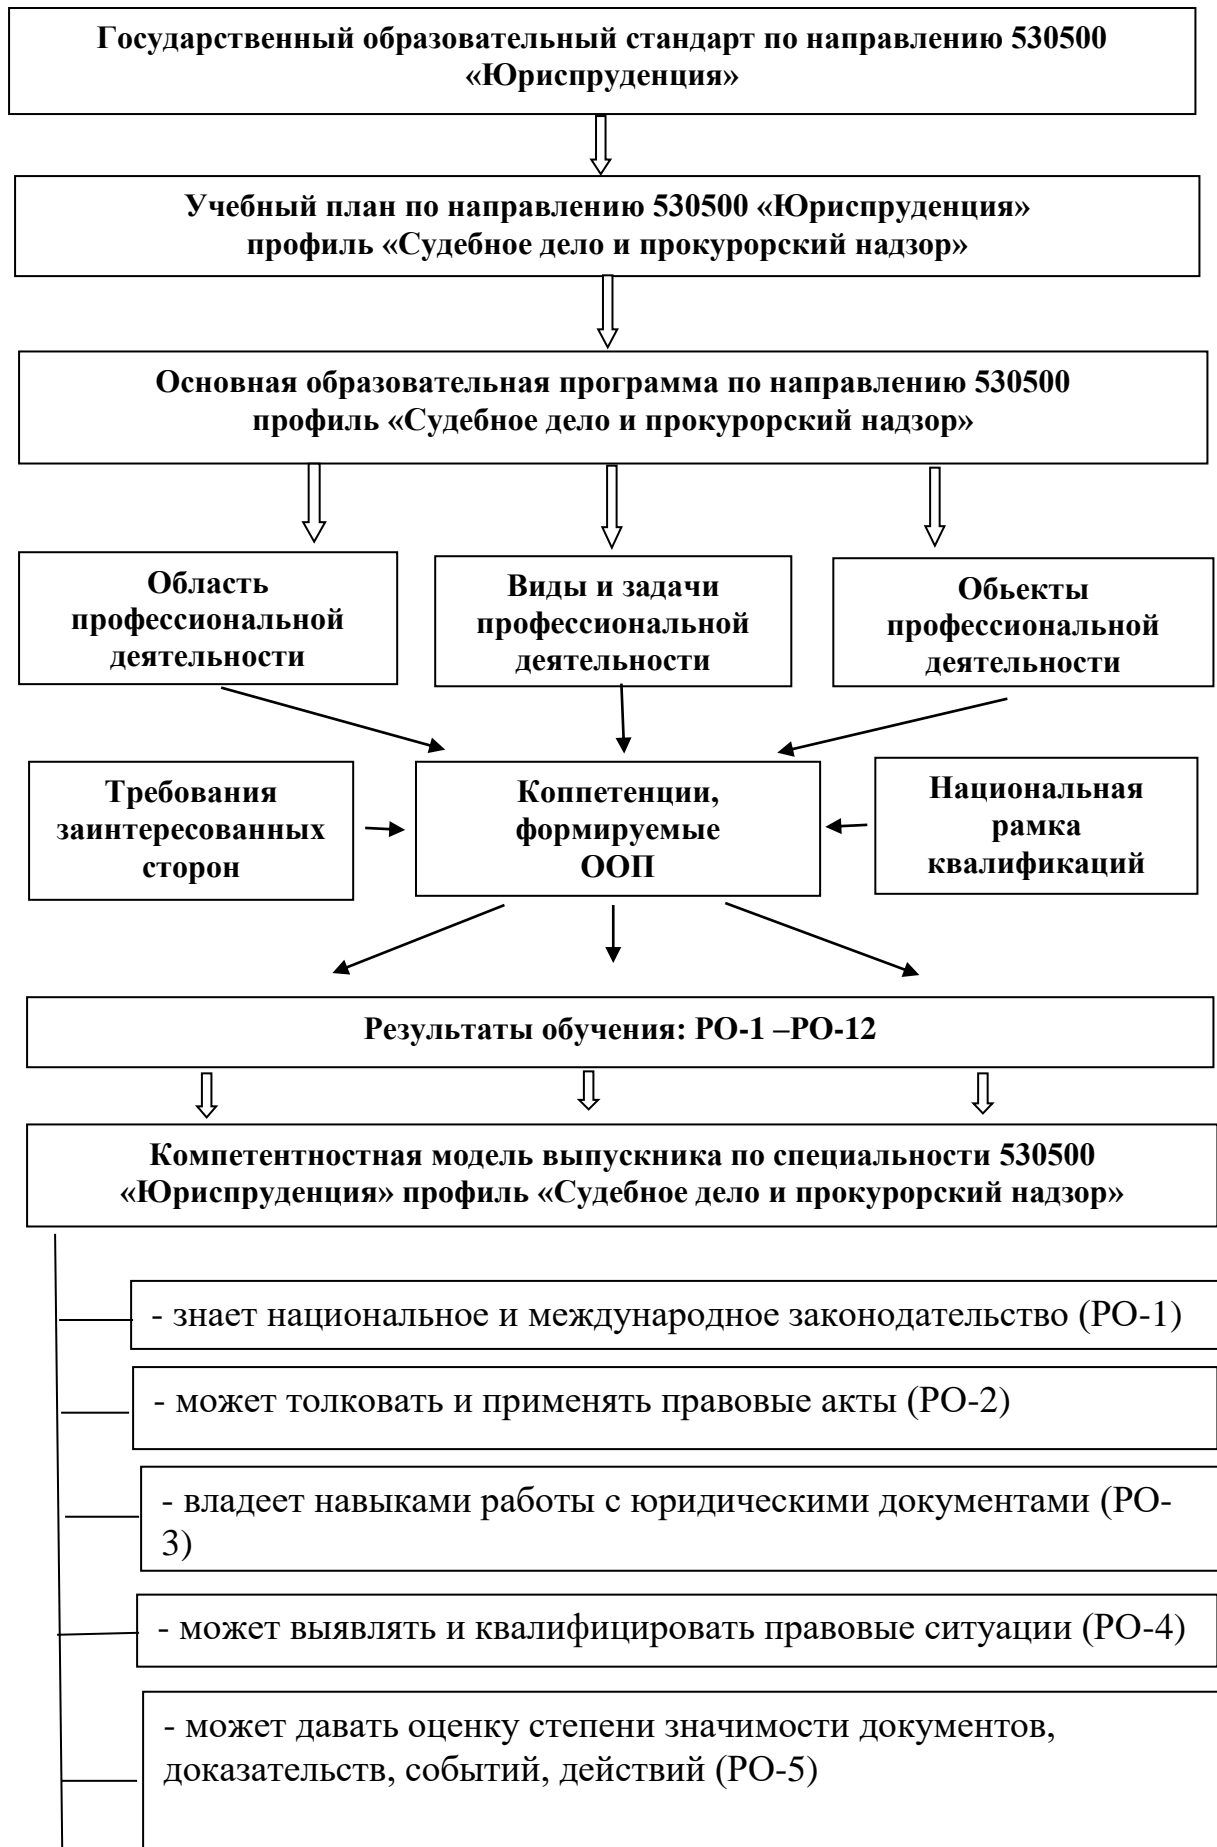 Государственный образовательный стандарт по направлению 530500
«Юриспруденция»
Учебный план по направлению 530500 «Юриспруденция»
профиль «Судебное дело и прокурорский надзор»
Основная образовательная программа по направлению 530500
профиль «Судебное дело и прокурорский надзор»
Область
профессиональной
деятельности
Виды и задачи
профессиональной
деятельности
Обьекты
профессиональной
деятельности
Требования
заинтересованных
сторон
Коппетенции,
формируемые
ООП
Национальная
рамка
квалификаций
Результаты обучения: РО-1 –РО-12
Компетентностная модель выпускника по специальности 530500
«Юриспруденция» профиль «Судебное дело и прокурорский надзор»
- знает национальное и международное законодательство (РО-1)
- может толковать и применять правовые акты (РО-2)
- владеет навыками работы с юридическими документами (РО-
3)
- может выявлять и квалифицировать правовые ситуации (РО-4)
- может давать оценку степени значимости документов,
доказательств, событий, действий (РО-5)